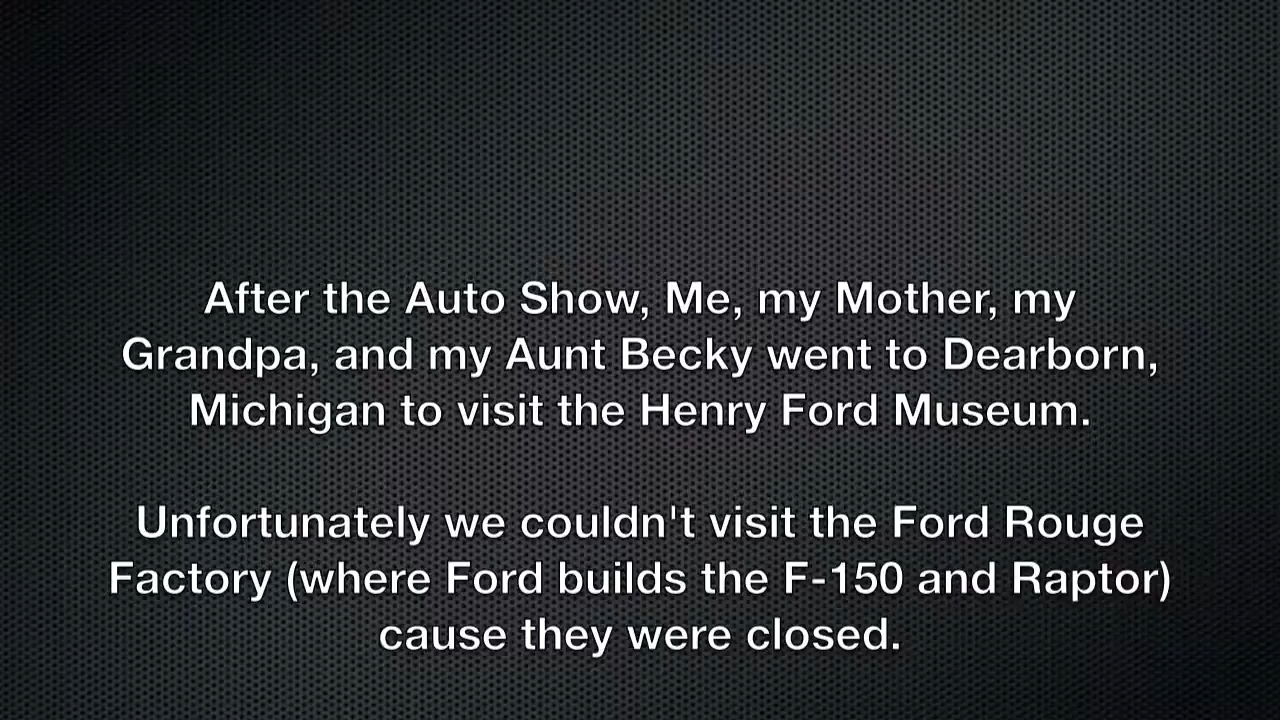 After the Auto Show, Me, my Mother, my
Grandpa, and my Aunt Becky went to Dearborn,
Michigan to visit the Henry Ford Museum.
Unfortunately we couldn't visit the Ford Rouge
Factory (where Ford builds the F-150 and Raptor)
cause they were closed.